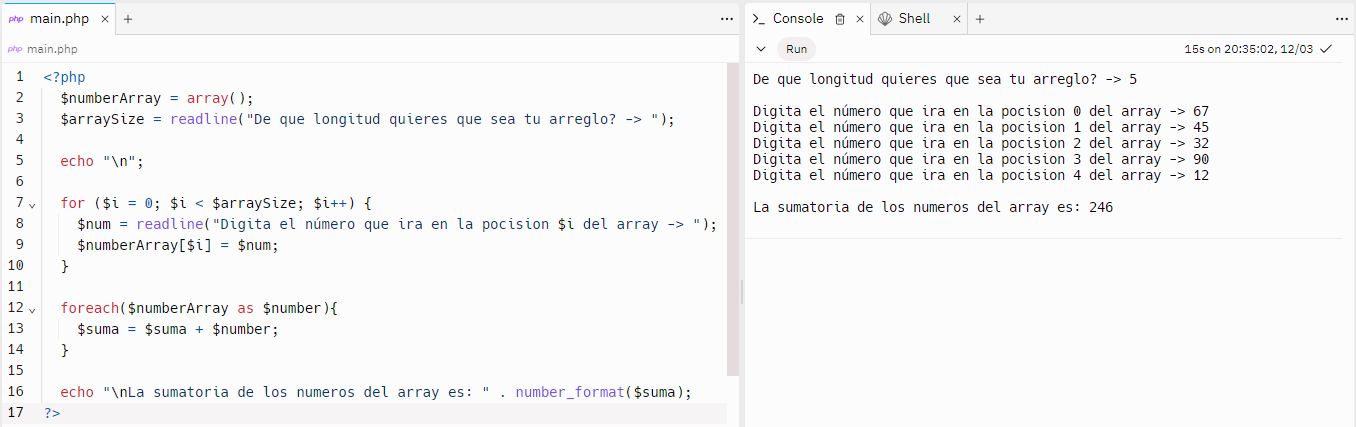 php main.php × +
...
php main.php
1 <?php
2 $numberArray = array();
3 $arraySize = readline("De que longitud quieres que sea tu arreglo? -> ");
4
5 echo "\n";
6
7 for ($i = 0; $i < $arraySize; $i++) {
8 $num = readline("Digita el número que ira en la pocision $i del array -> ");
9 $numberArray[$i] = $num;
10 }
11
12 foreach($numberArray as $number){
13 $suma = $suma + $number;
14 }
15
16 echo "\nLa sumatoria de los numeros del array es: " . number_format($suma);
17 ?>
>_ Console × Shell × +
...
Run 15s on 20:35:02, 12/03
De que longitud quieres que sea tu arreglo? -> 5
Digita el número que ira en la pocision 0 del array -> 67
Digita el número que ira en la pocision 1 del array -> 45
Digita el número que ira en la pocision 2 del array -> 32
Digita el número que ira en la pocision 3 del array -> 90
Digita el número que ira en la pocision 4 del array -> 12
La sumatoria de los numeros del array es: 246